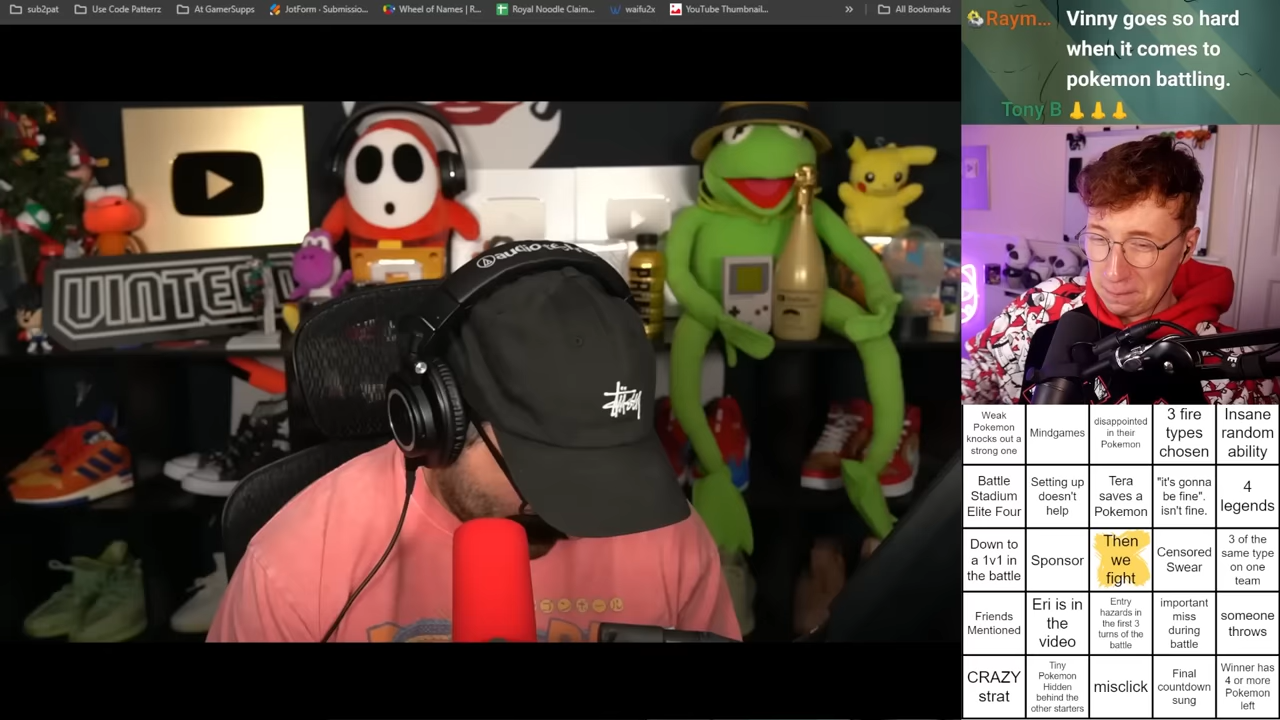 sub2pat
Use Code Patterrz
At GamerSupps
JotForm · Submissio...
Wheel of Names | R...
Royal Noodle Claim...
waifu2x
YouTube Thumbnail...
»
All Bookmarks
Raym...
Vinny goes so hard
when it comes to
pokemon battling.
Tony B
audio-te
Stüssy
Weak
Pokemon
knocks out a
strong one
Mindgames
disappointed
in their
Pokemon
3 fire
types
chosen
Insane
random
ability
Battle
Stadium
Elite Four
Setting up
doesn't
help
Tera
saves a
Pokemon
"it's gonna
be fine".
isn't fine.
4
legends
Down to
a 1v1 in
the battle
Sponsor
Then
we
fight
Censored
Swear
3 of the
same type
on one
team
Friends
Mentioned
Eri is in
the
video
Entry
hazards in
the first 3
turns of the
battle
important
miss
during
battle
someone
throws
CRAZY
strat
Tiny
Pokemon
Hidden
behind the
other starters
misclick
Final
countdown
sung
Winner has
4 or more
Pokemon
left